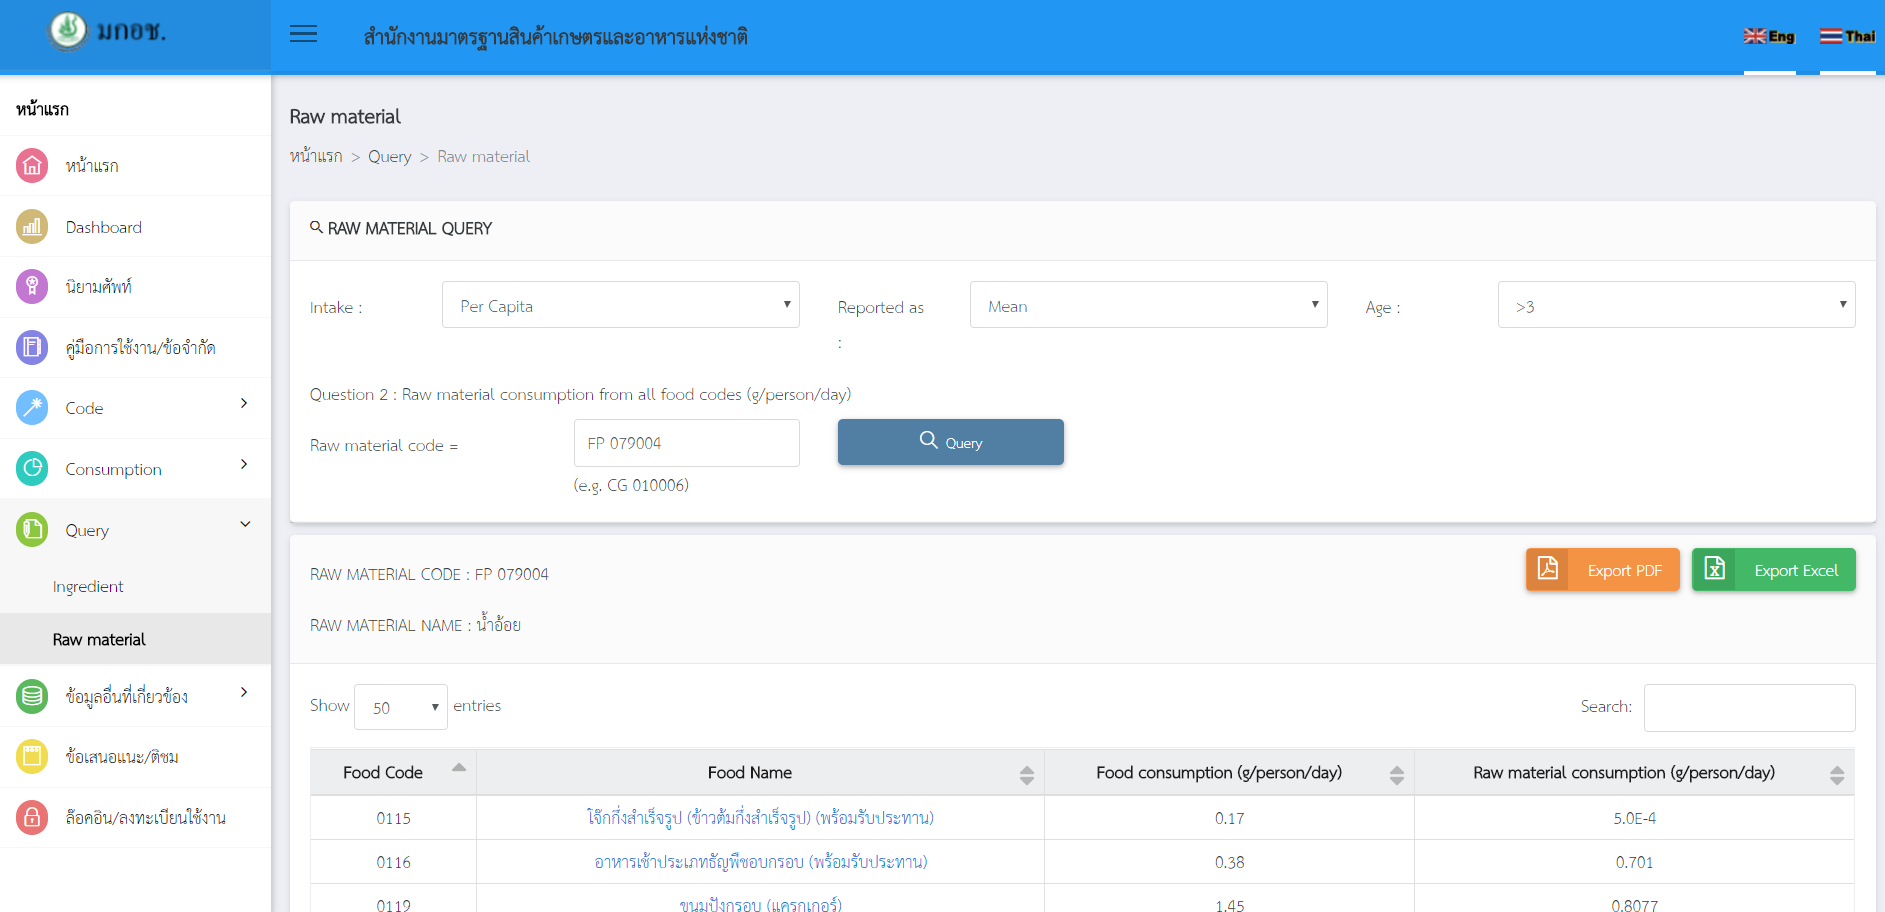 มกอช.
สำนักงานมาตรฐานสินค้าเกษตรและอาหารแห่งชาติ
Eng
Thai
หน้าแรก
หน้าแรก
Dashboard
นิยามศัพท์
คู่มือการใช้งาน/ข้อจำกัด
Code
Consumption
Query
Ingredient
Raw material
ข้อมูลอื่นที่เกี่ยวข้อง
ข้อเสนอแนะ/ติชม
ล๊อคอิน/ลงทะเบียนใช้งาน
Raw material
หน้าแรก > Query > Raw material
RAW MATERIAL QUERY
Intake : Per Capita Reported as : Mean Age : >3
Question 2 : Raw material consumption from all food codes (g/person/day)
Raw material code = FP 079004 Query
(e.g. CG 010006)
RAW MATERIAL CODE : FP 079004
Export PDF Export Excel
RAW MATERIAL NAME : น้ำอ้อย
Show 50 entries Search:
Food Code Food Name Food consumption (g/person/day) Raw material consumption (g/person/day)
0115 โจ๊กกึ่งสำเร็จรูป (ข้าวต้มกึ่งสำเร็จรูป) (พร้อมรับประทาน) 0.17 5.0E-4
0116 อาหารเช้าประเภทธัญพืชอบกรอบ (พร้อมรับประทาน) 0.38 0.701
0119 ขนมปังกรอบ (แครกเกอร์) 1.45 0.8077